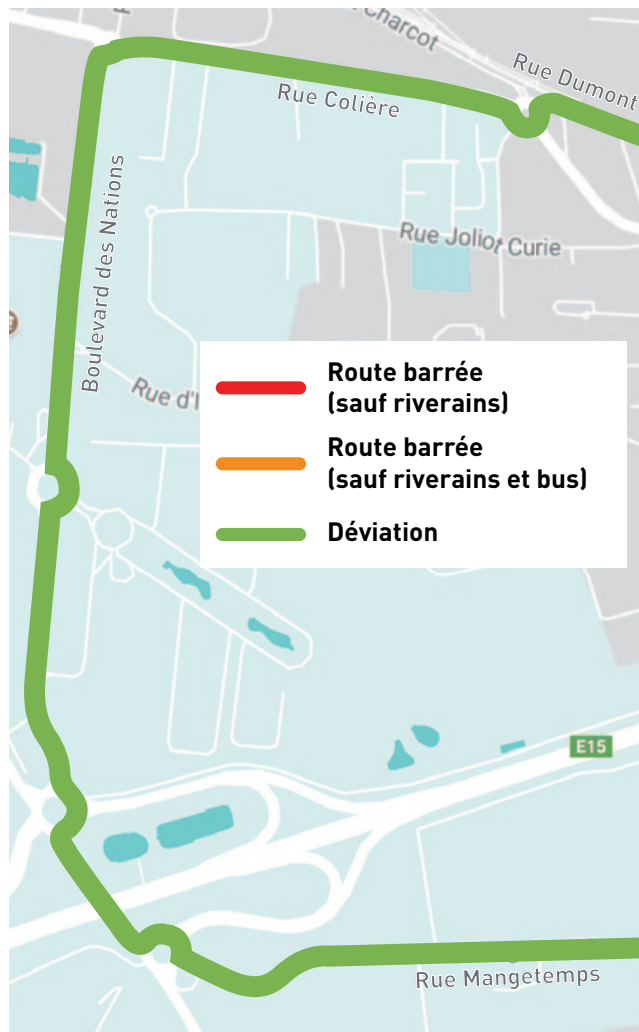 Charcot
Rue Dumont
Rue Colière
Boulevard des Nations
Rue Joliot Curie
Rue d'I
Route barrée
(sauf riverains)
Route barrée
(sauf riverains et bus)
Déviation
E15
Rue Mangetemps